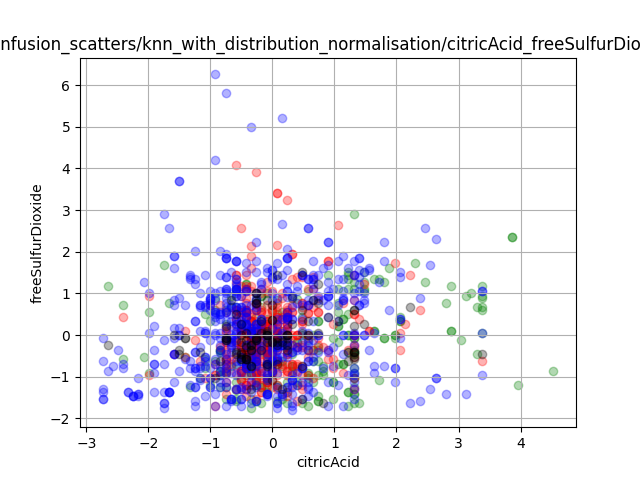 nfusion_scatters/knn_with_distribution_normalisation/citricAcid_freeSulfurDio
freeSulfurDioxide
6
5
4
3
2
1
0
−1
−2
−3 −2 −1 0 1 2 3 4
citricAcid